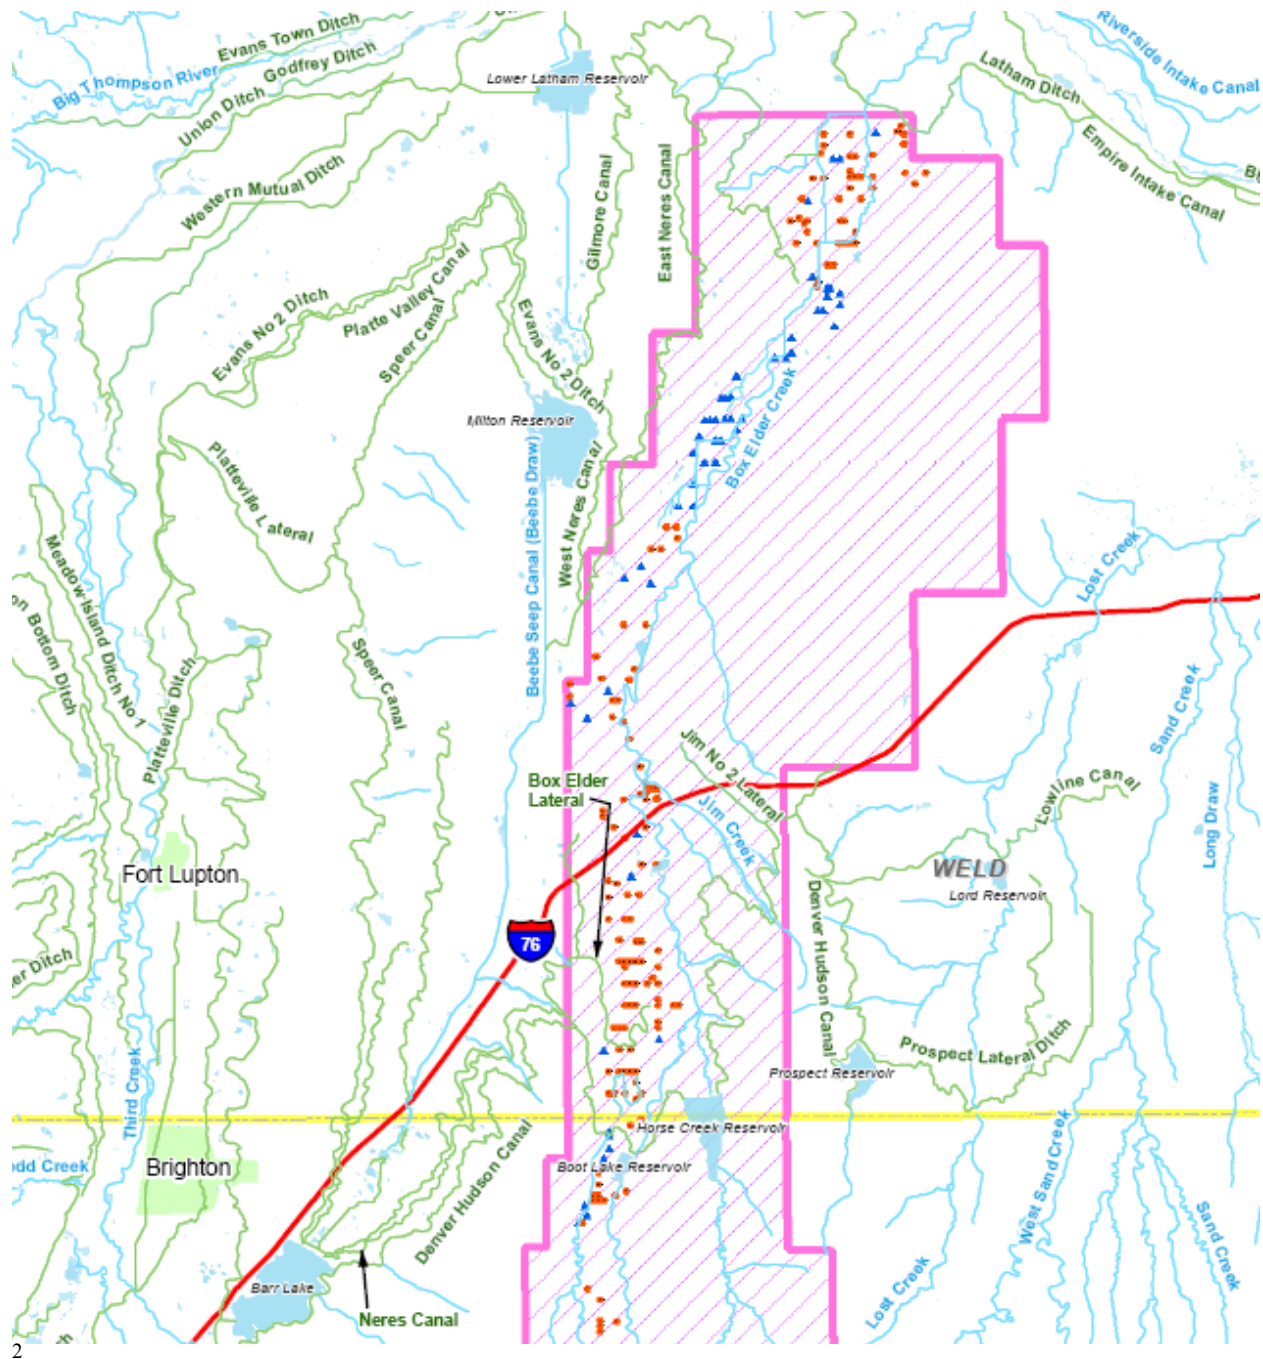 Evans Town Ditch
Godfrey Ditch
Big Thompson River
Union Ditch
Western Mutual Ditch
Lower Latham Reservoir
Riverside Intake Canal
Latham Ditch
Empire Intake Canal
Gilmore Canal
East Neres Canal
Evans No 2 Ditch
Platte Valley Canal
Speer Canal
Evans No 2 Ditch
Milton Reservoir
Box Elder Creek
Platteville Lateral
West Neres Canal
Beebe Seep Canal (Beebe Draw)
Meadow Island Ditch No 1
on Bottom Ditch
Platteville Ditch
Speer Canal
Lost Creek
Sand Creek
Long Draw
Box Elder
Lateral
Jim No 2 Lateral
Jim Creek
Lowline Canal
WELD
Lord Reservoir
Fort Lupton
76
Denver Hudson Canal
er Ditch
Third Creek
Prospect Lateral Ditch
Prospect Reservoir
Horse Creek Reservoir
Boot Lake Reservoir
odd Creek
Brighton
Denver Hudson Canal
West Sand Creek
Sand Creek
Lost Creek
Barr Lake
Neres Canal
ch
2